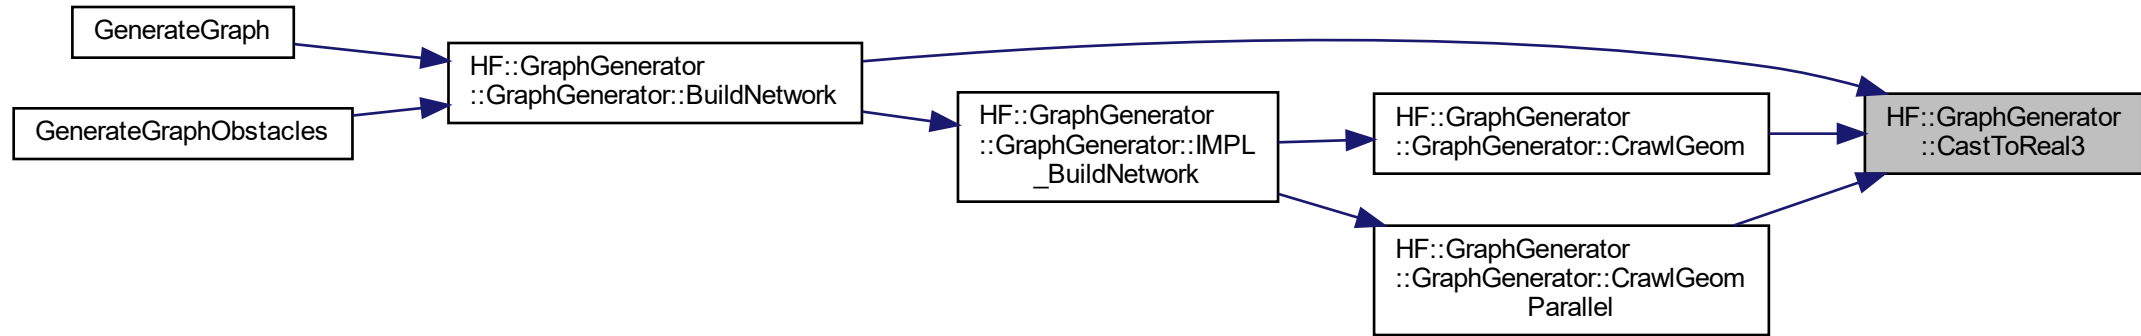 GenerateGraph
GenerateGraphObstacles
HF::GraphGenerator
::GraphGenerator::BuildNetwork
HF::GraphGenerator
::GraphGenerator::IMPL
_BuildNetwork
HF::GraphGenerator
::GraphGenerator::CrawlGeom
HF::GraphGenerator
::GraphGenerator::CrawlGeom
Parallel
HF::GraphGenerator
::CastToReal3